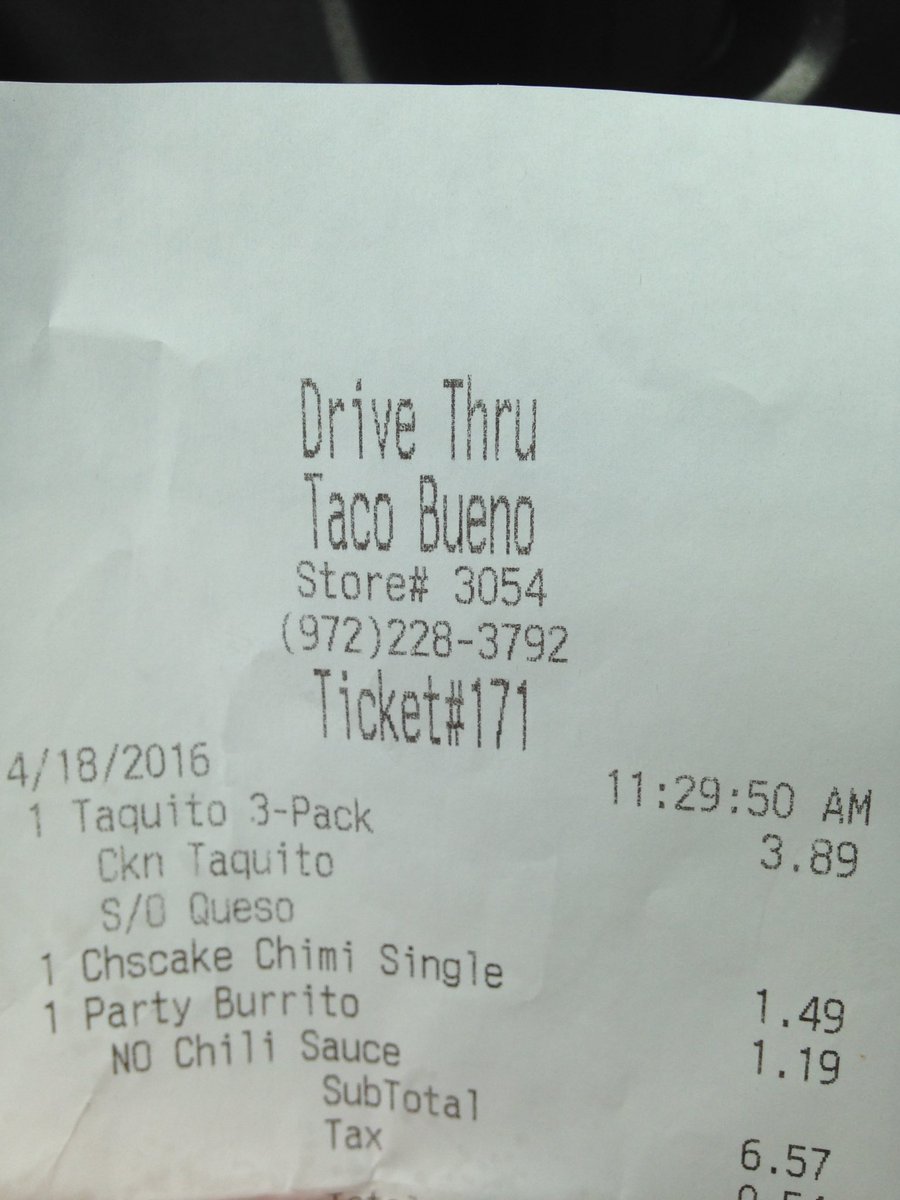 Drive Thru
Taco Bueno
Store# 3054
(972)228-3792
Ticket#171
4/18/2016 11:29:50 AM
1 Taquito 3-Pack 3.89
Ckn Taquito
S/O Queso
1 Chscake Chimi Single 1.49
1 Party Burrito 1.19
NO Chili Sauce
SubTotal 6.57
Tax